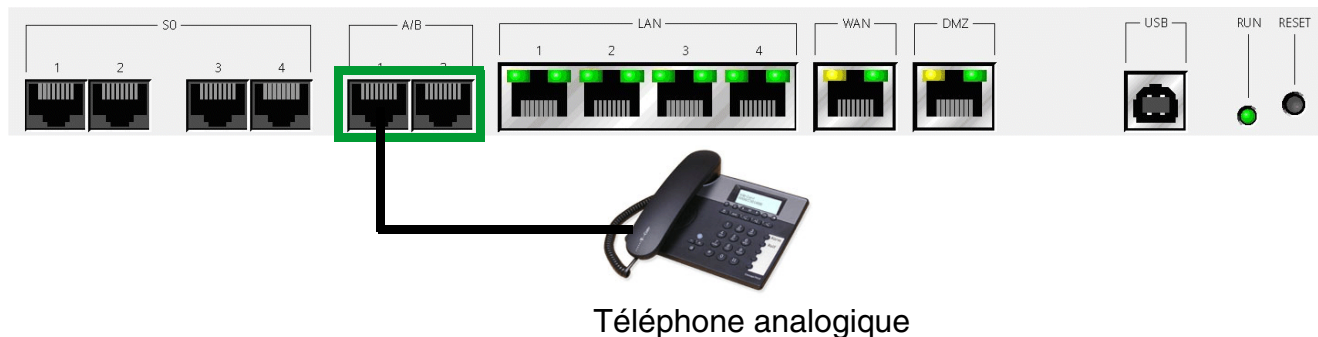 S0 A/B LAN WAN DMZ USB RUN RESET
1 2 3 4 1 2 1 2 3 4
Téléphone analogique